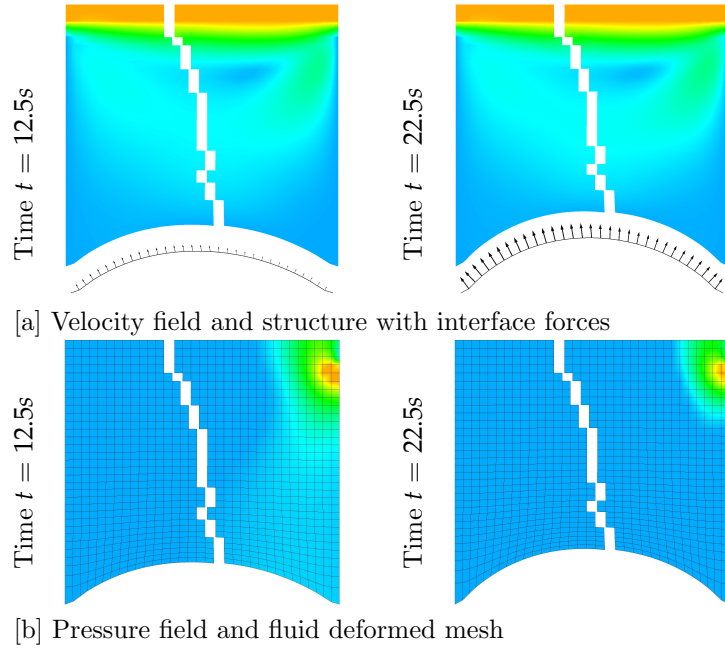 Time t = 12.5s
Time t = 22.5s
[a] Velocity field and structure with interface forces
Time t = 12.5s
Time t = 22.5s
[b] Pressure field and fluid deformed mesh